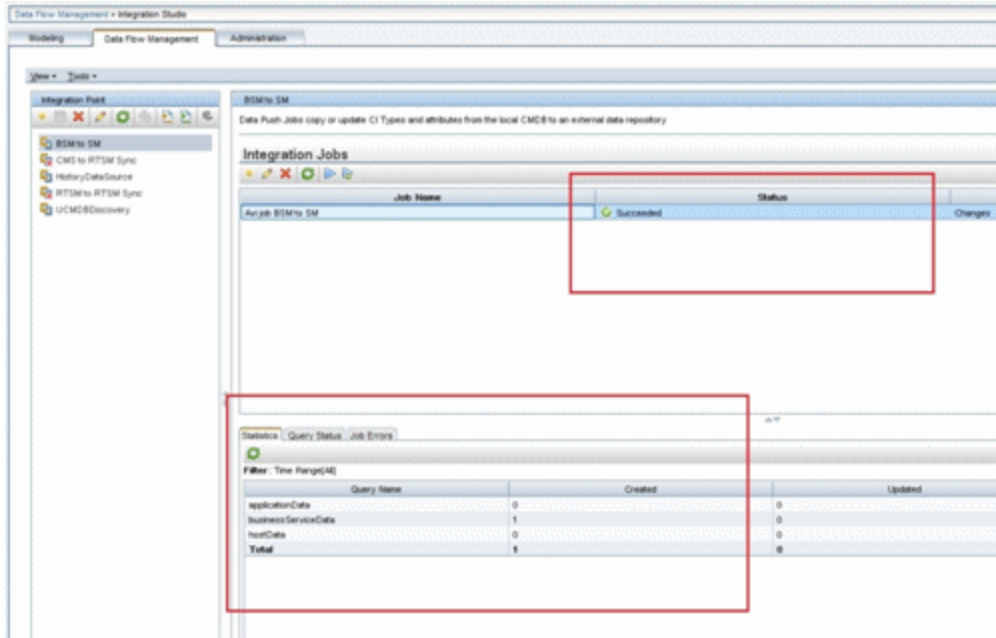 Data Flow Management > Integration Studio
Modeling
Data Flow Management
Administration
View
Tools
Integration Point
BSM to SM
CMS to RTSM Sync
HistoryDataSource
RTSM to RTSM Sync
UCMDBDiscovery
BSM to SM
Data Push Jobs copy or update CI Types and attributes from the local CMDB to an external data repository
Integration Jobs
Job Name Status
Avi job BSM to SM Succeeded Changes
Statistics Query Status Job Errors
Filter: Time Range[All]
Query Name Created Updated
applicationData 0 0
businessServiceData 1 0
hostData 0 0
Total 1 0